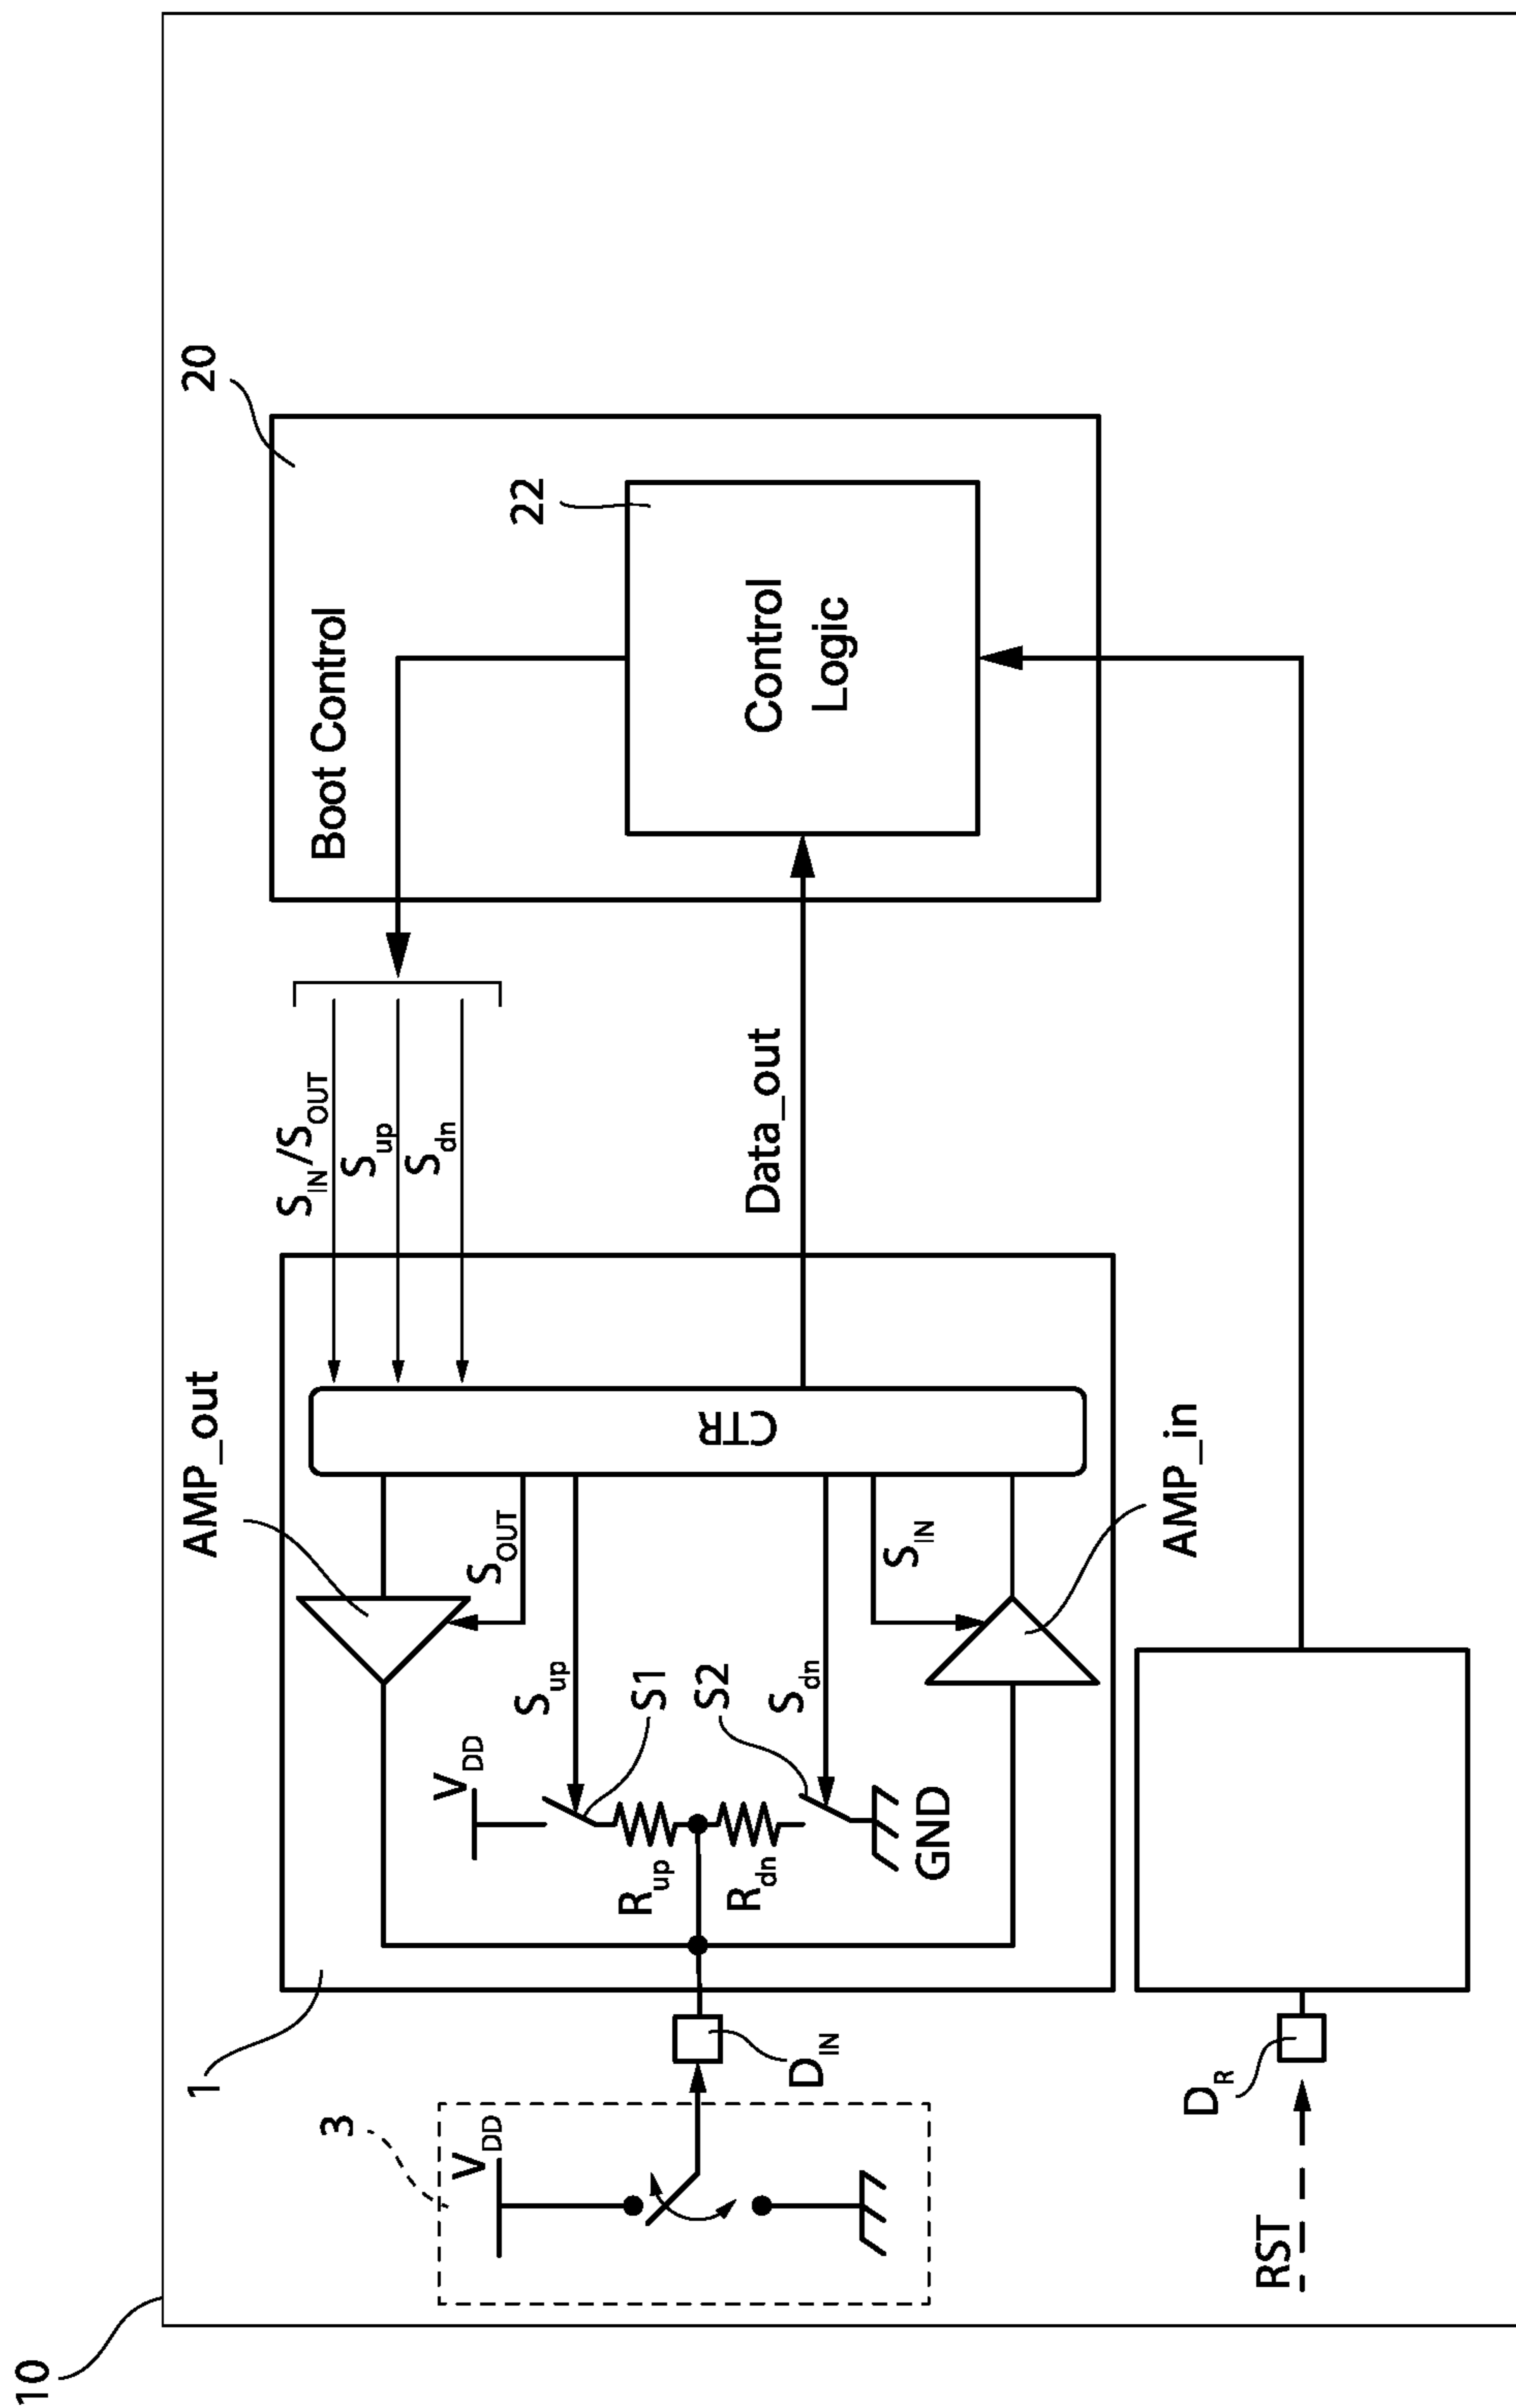 10
3
V_DD
1
D_IN
RST
D_R
AMP_out
S_OUT
V_DD
S_up
S1
R_up
S2
R_dn
S_dn
GND
S_IN
AMP_in
CTR
S_IN/S_OUT
S_up
S_dn
Data_out
20
Boot Control
22
Control
Logic